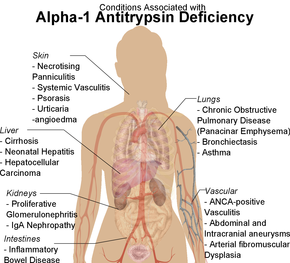 Conditions Associated with
Alpha-1 Antitrypsin Deficiency
Skin
- Necrotising
Panniculitis
- Systemic Vasculitis
- Psorasis
- Urticaria
-angioedma
Lungs
- Chronic Obstructive
Pulmonary Disease
(Panacinar Emphysema)
- Bronchiectasis
- Asthma
Liver
- Cirrhosis
- Neonatal Hepatitis
- Hepatocellular
Carcinoma
Kidneys
- Proliferative
Glomerulonephritis
- IgA Nephropathy
Vascular
- ANCA-positive
Vasculitis
- Abdominal and
Intracranial aneurysms
- Arterial fibromuscular
Dysplasia
Intestines
- Inflammatory
Bowel Disease